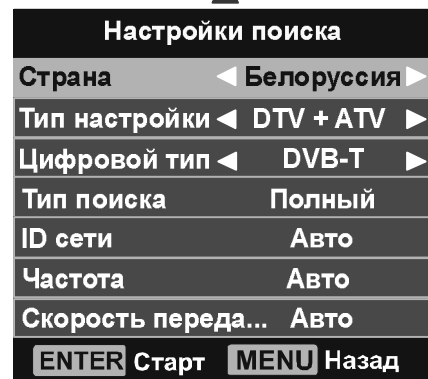 Настройки поиска
Страна ◀ Белоруссия ▶
Тип настройки ◀ DTV + ATV ▶
Цифровой тип ◀ DVB-T ▶
Тип поиска Полный
ID сети Авто
Частота Авто
Скорость переда... Авто
ENTER Старт MENU Назад